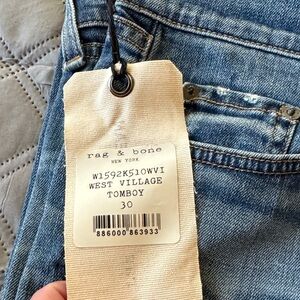 rag & bone
NEW YORK
W1592K510WVI
WEST VILLAGE
TOMBOY
30
886000 863933